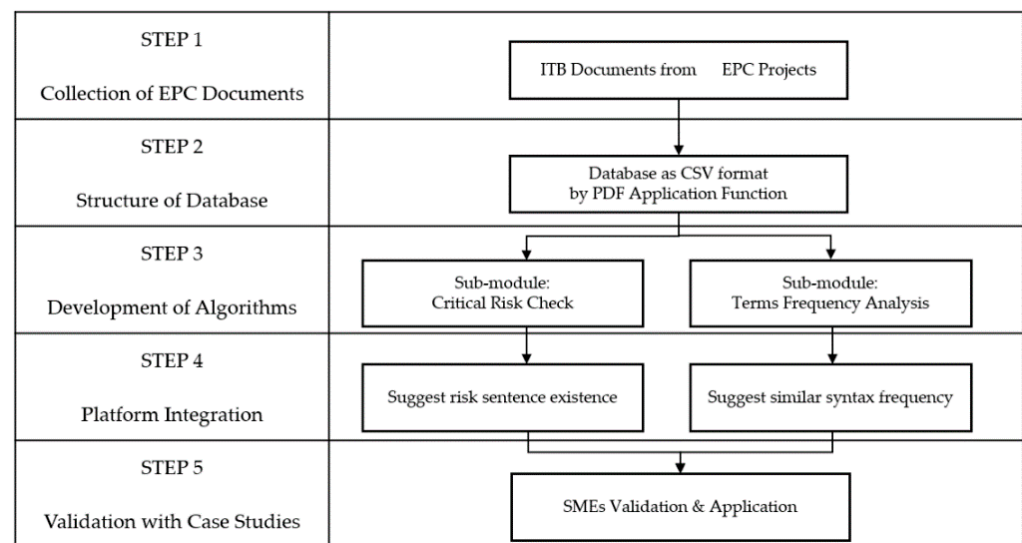 STEP 1
Collection of EPC Documents
ITB Documents from EPC Projects
STEP 2
Structure of Database
Database as CSV format
by PDF Application Function
STEP 3
Development of Algorithms
Sub-module:
Critical Risk Check
Sub-module:
Terms Frequency Analysis
STEP 4
Platform Integration
Suggest risk sentence existence
Suggest similar syntax frequency
STEP 5
Validation with Case Studies
SMEs Validation & Application